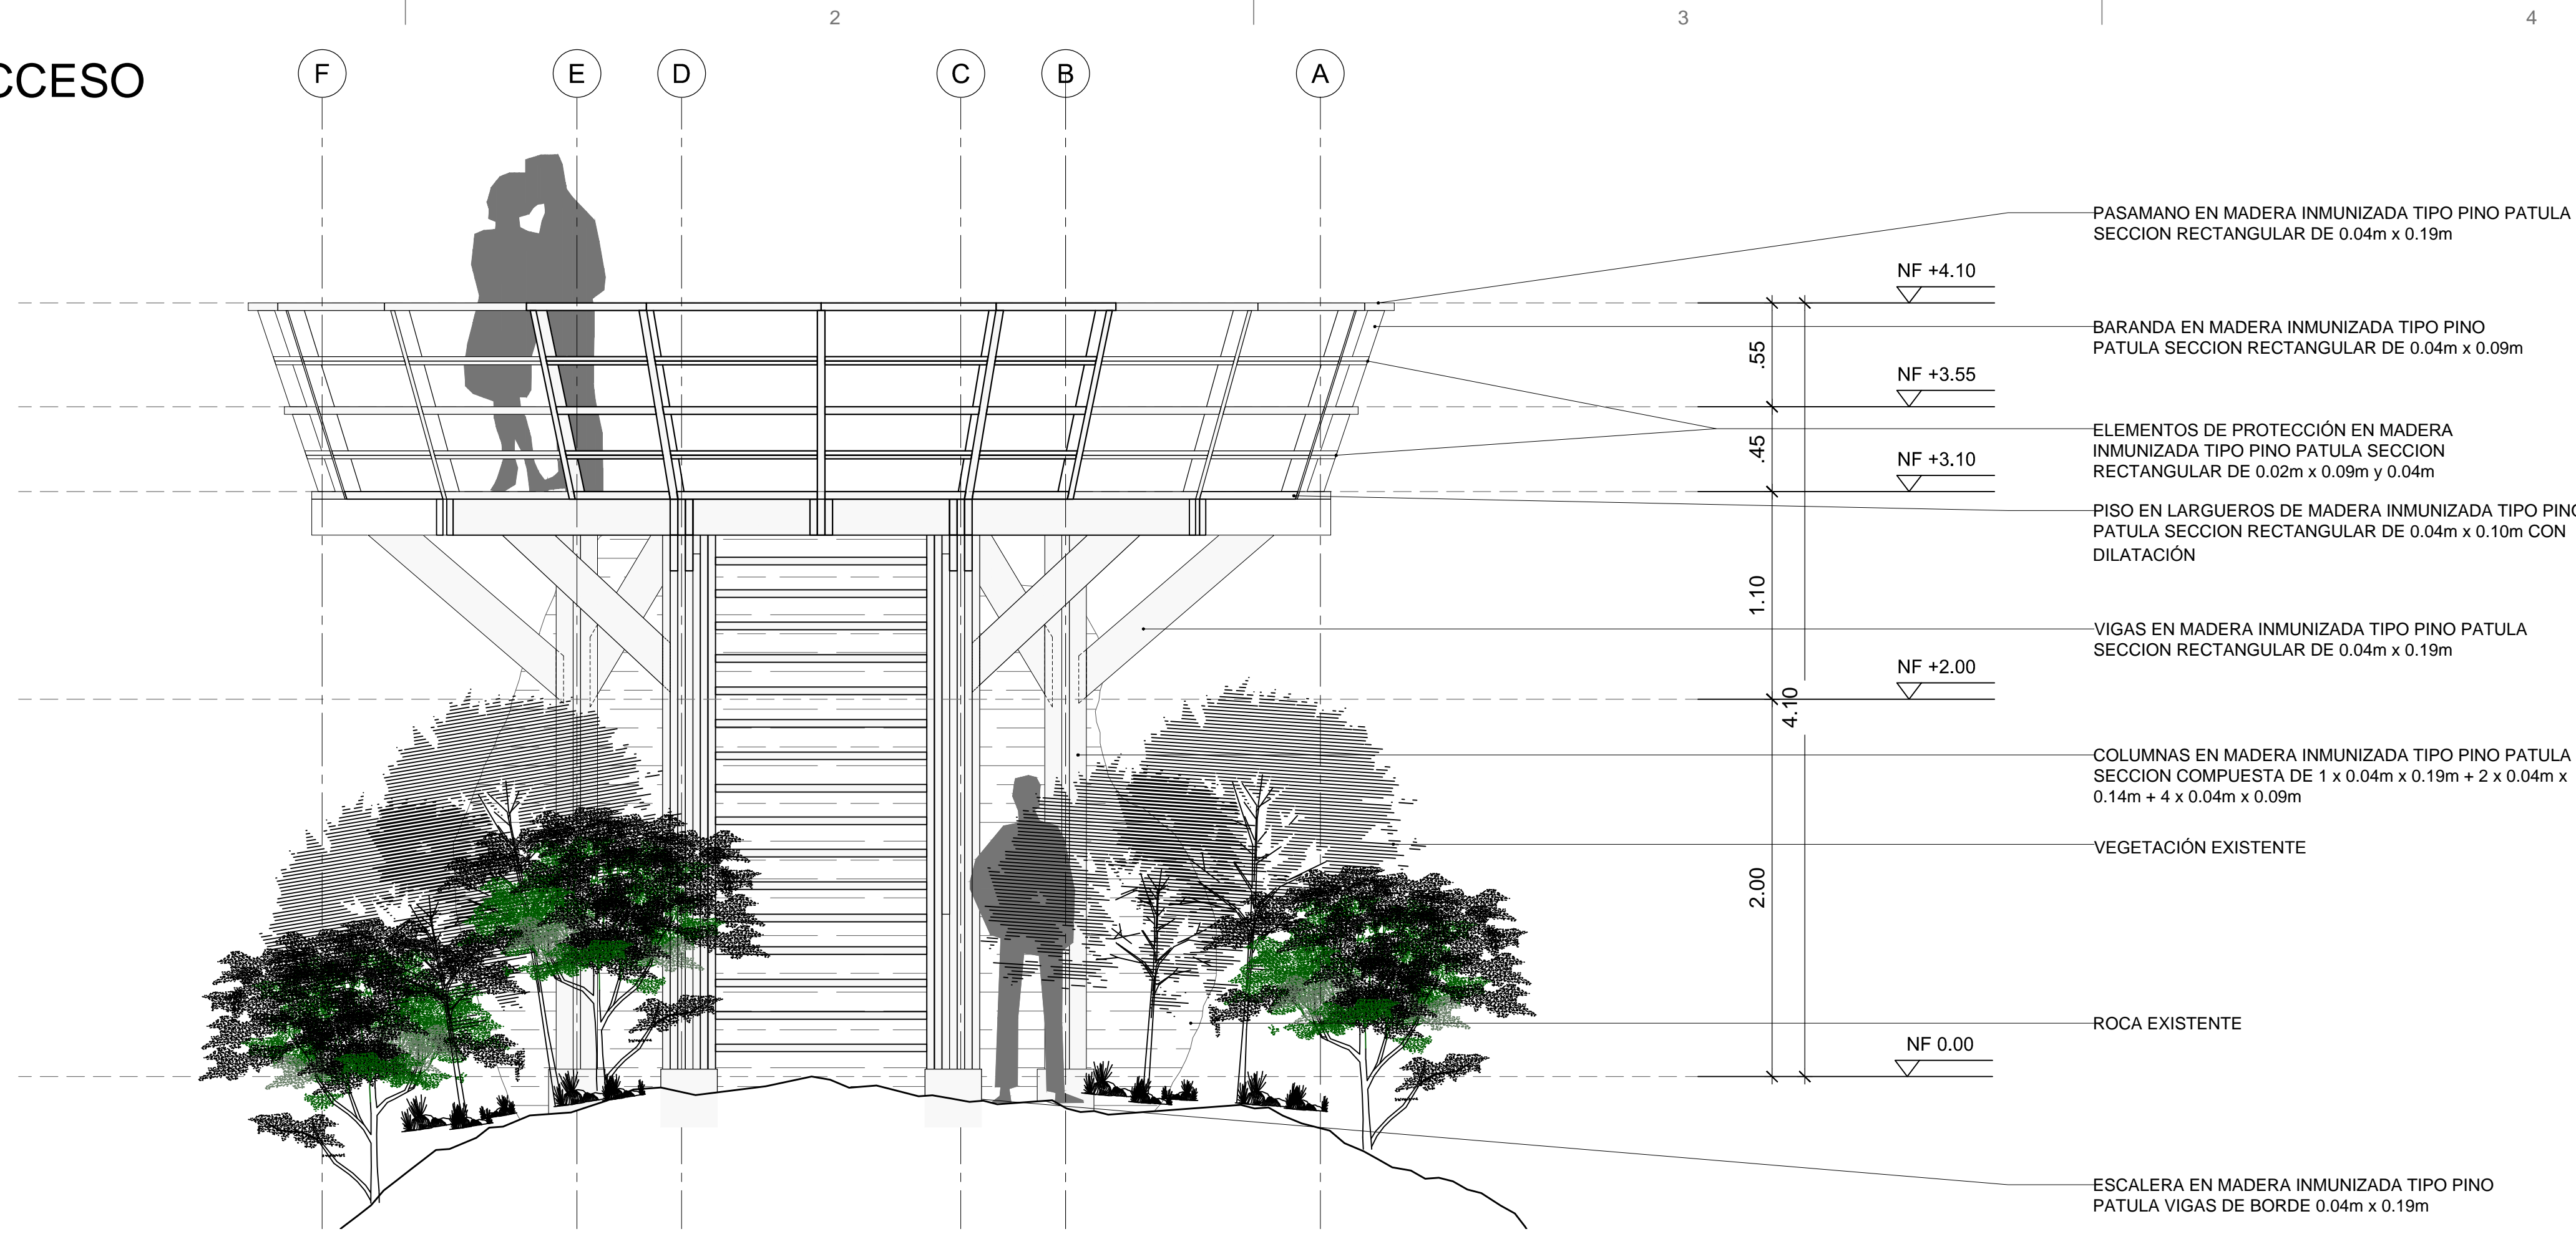 2 3 4
CCESO
F E D C B A
PASAMANO EN MADERA INMUNIZADA TIPO PINO PATULA
SECCION RECTANGULAR DE 0.04m x 0.19m
NF +4.10
BARANDA EN MADERA INMUNIZADA TIPO PINO
PATULA SECCION RECTANGULAR DE 0.04m x 0.09m
.55
NF +3.55
ELEMENTOS DE PROTECCIÓN EN MADERA
INMUNIZADA TIPO PINO PATULA SECCION
RECTANGULAR DE 0.02m x 0.09m y 0.04m
.45
NF +3.10
PISO EN LARGUEROS DE MADERA INMUNIZADA TIPO PINO
PATULA SECCION RECTANGULAR DE 0.04m x 0.10m CON
DILATACIÓN
1.10
VIGAS EN MADERA INMUNIZADA TIPO PINO PATULA
SECCION RECTANGULAR DE 0.04m x 0.19m
NF +2.00
4.10
COLUMNAS EN MADERA INMUNIZADA TIPO PINO PATULA
SECCION COMPUESTA DE 1 x 0.04m x 0.19m + 2 x 0.04m x
0.14m + 4 x 0.04m x 0.09m
VEGETACIÓN EXISTENTE
2.00
ROCA EXISTENTE
NF 0.00
ESCALERA EN MADERA INMUNIZADA TIPO PINO
PATULA VIGAS DE BORDE 0.04m x 0.19m